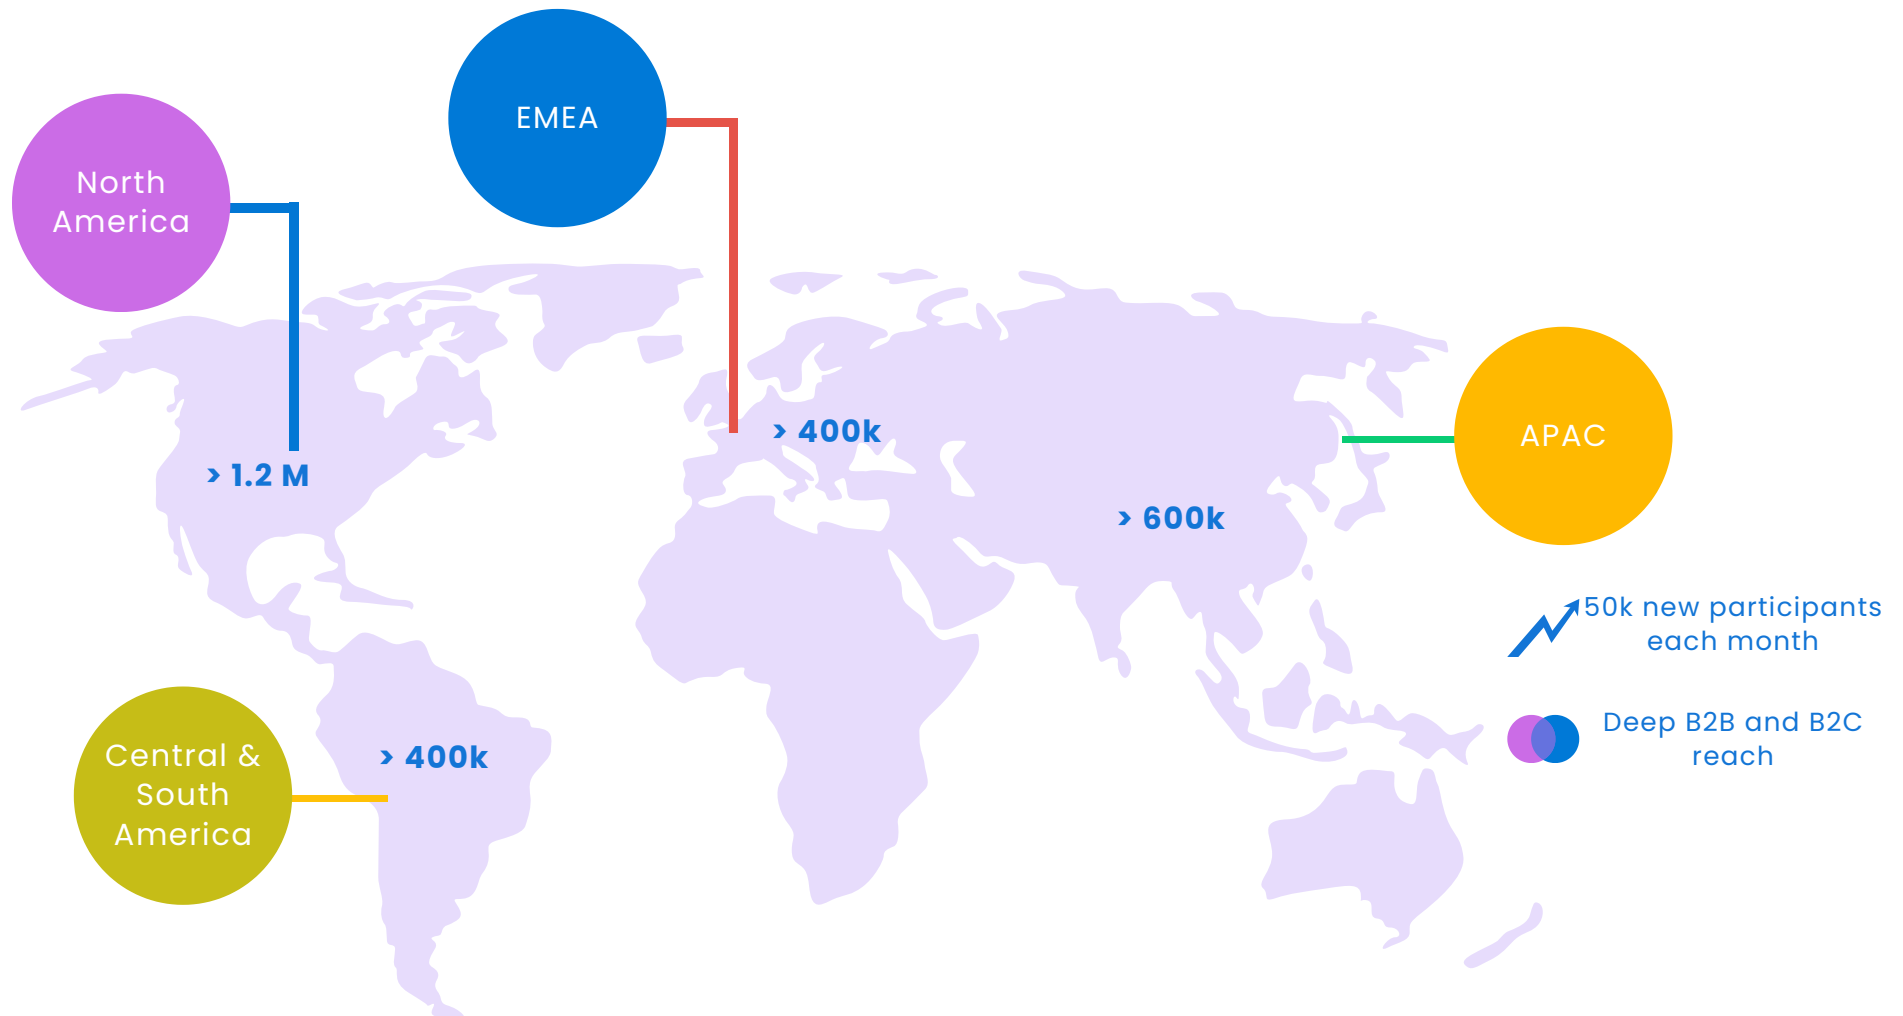 EMEA
North
America
> 400k
APAC
> 1.2 M
> 600k
50k new participants
each month
Deep B2B and B2C
reach
Central &
South
America
> 400k